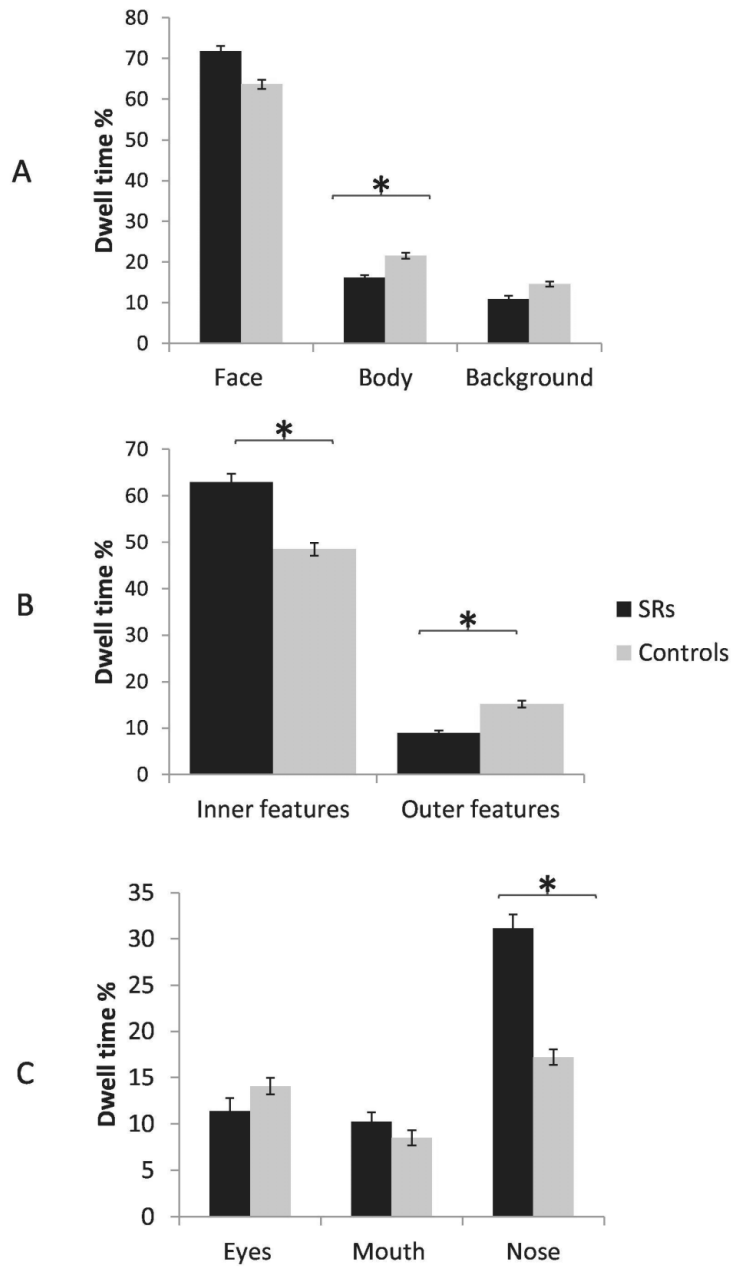 A
Dwell time %
80
70
60
50
40
30
20
10
0
*
Face Body Background
B
Dwell time %
70
60
50
40
30
20
10
0
*
*
Inner features Outer features
SRs
Controls
C
Dwell time %
35
30
25
20
15
10
5
0
*
Eyes Mouth Nose